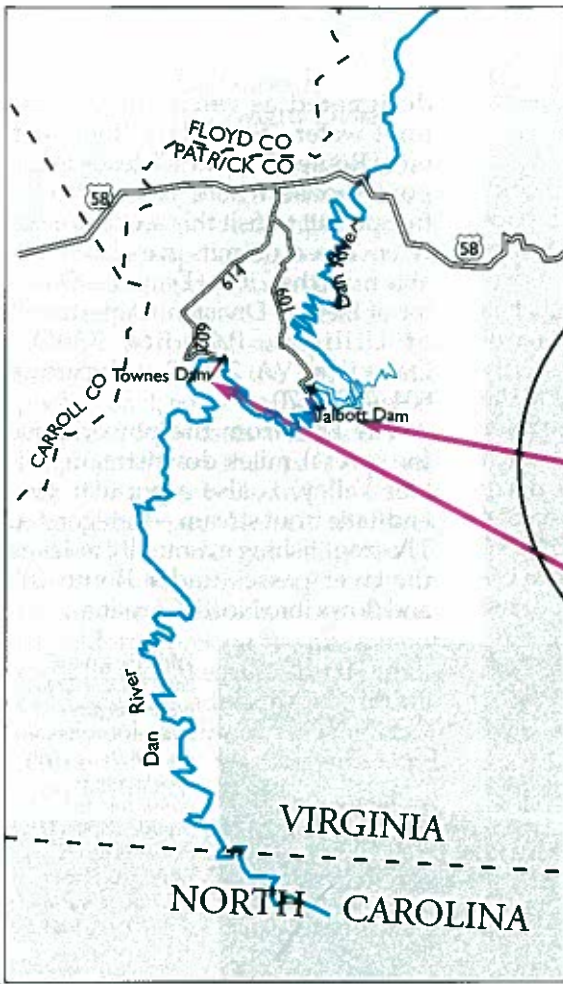 FLOYD CO
PATRICK CO
58
58
Dan River
614
601
602
Townes Dam
Talbott Dam
CARROLL CO
Dan River
VIRGINIA
NORTH CAROLINA